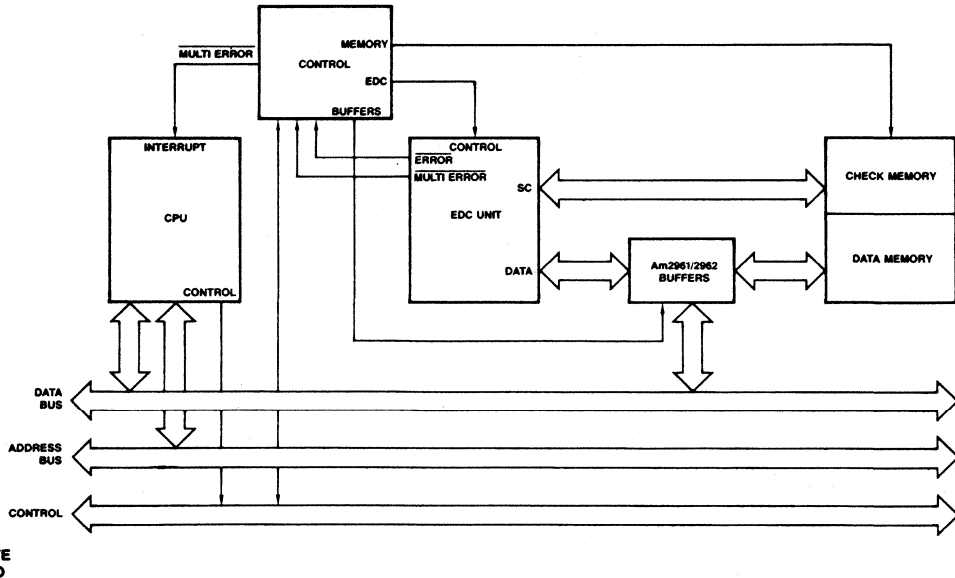 MULTI ERROR
MEMORY
CONTROL
EDC
BUFFERS
INTERRUPT
CPU
CONTROL
CONTROL
ERROR
MULTI ERROR
SC
EDC UNIT
DATA
Am2961/2962
BUFFERS
CHECK MEMORY
DATA MEMORY
DATA
BUS
ADDRESS
BUS
CONTROL